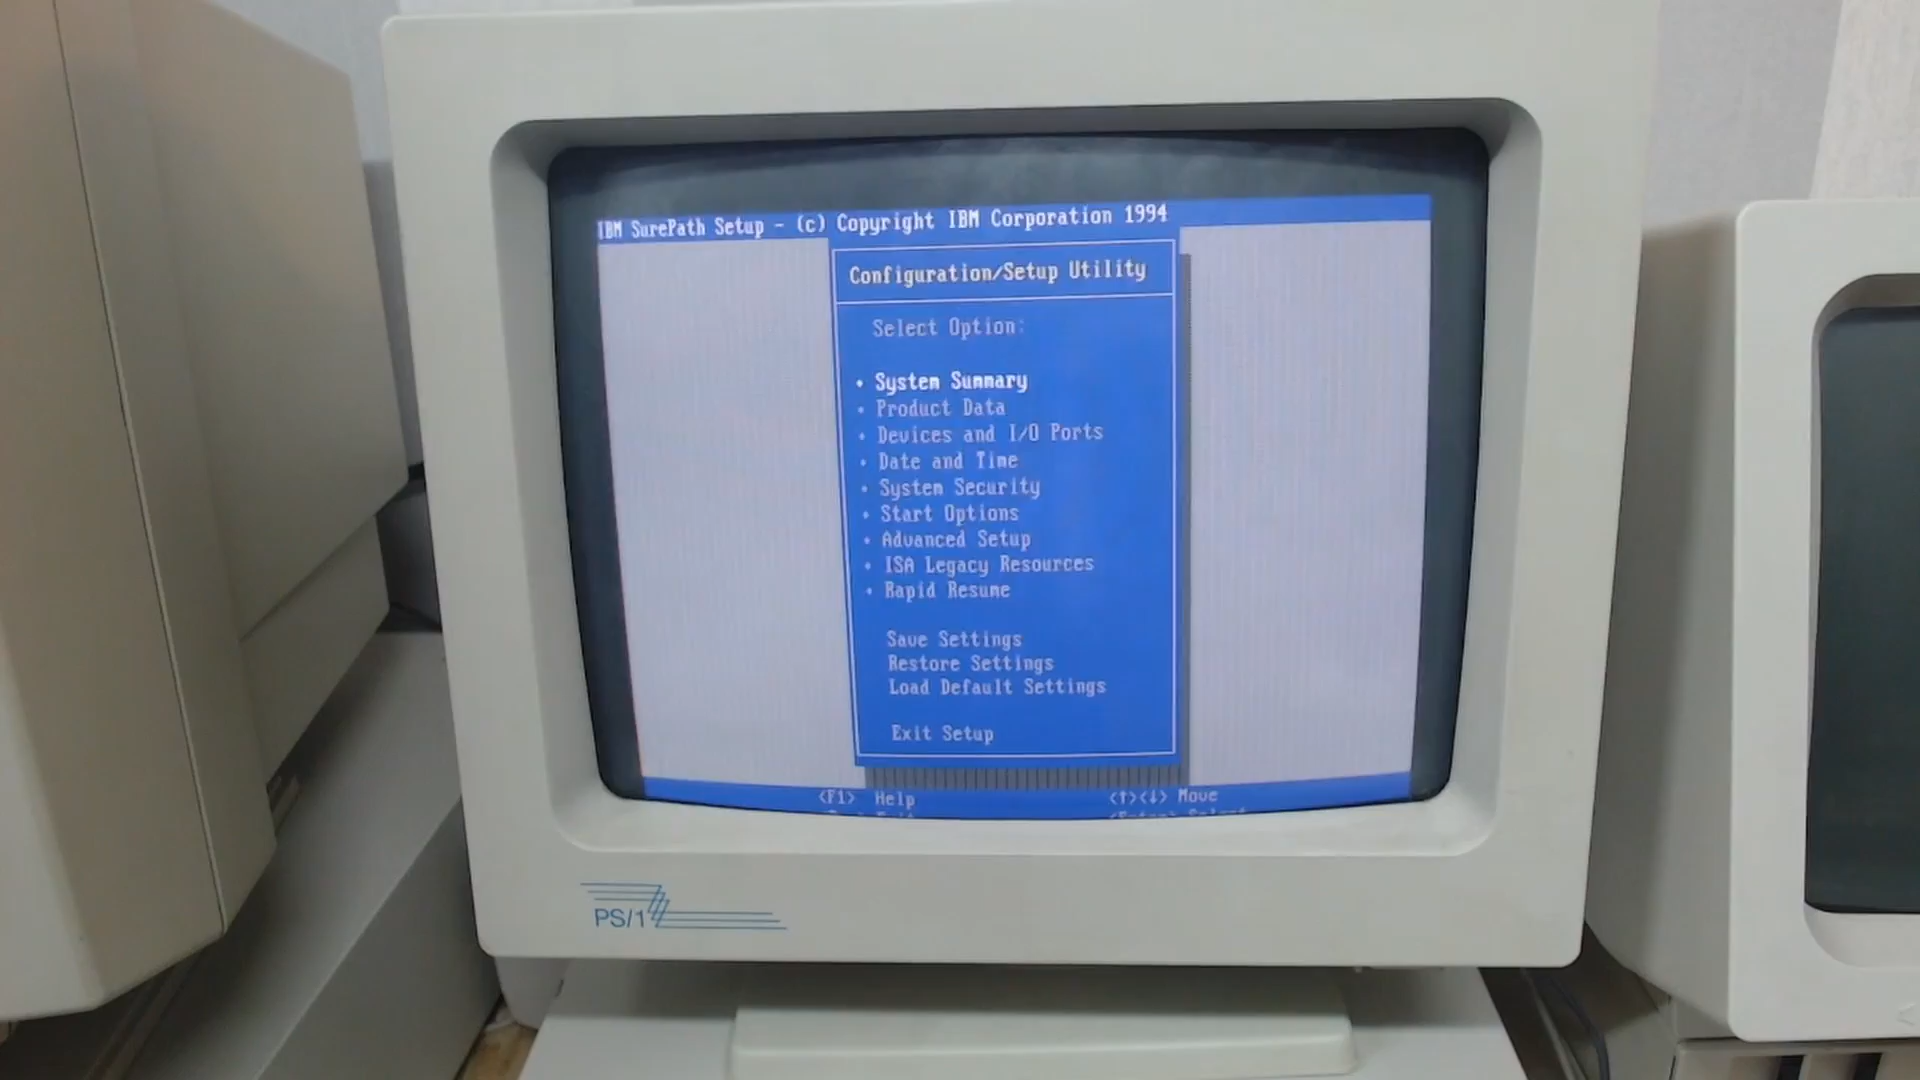 IBM SurePath Setup - (c) Copyright IBM Corporation 1994
Configuration/Setup Utility
Select Option:
• System Summary
• Product Data
• Devices and I/O Ports
• Date and Time
• System Security
• Start Options
• Advanced Setup
• ISA Legacy Resources
• Rapid Resume
Save Settings
Restore Settings
Load Default Settings
Exit Setup
<F1> Help <↑><↓> Move
PS/1